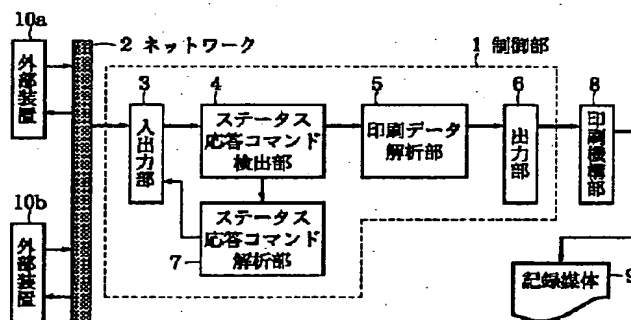 10a
2 ネットワーク
1 制御部
外部装置
3
入出力部
4
ステータス
応答コマンド
検出部
5
印刷データ
解析部
6
出力部
8
印刷機構部
10b
外部装置
7
ステータス
応答コマンド
解析部
記録媒体
9